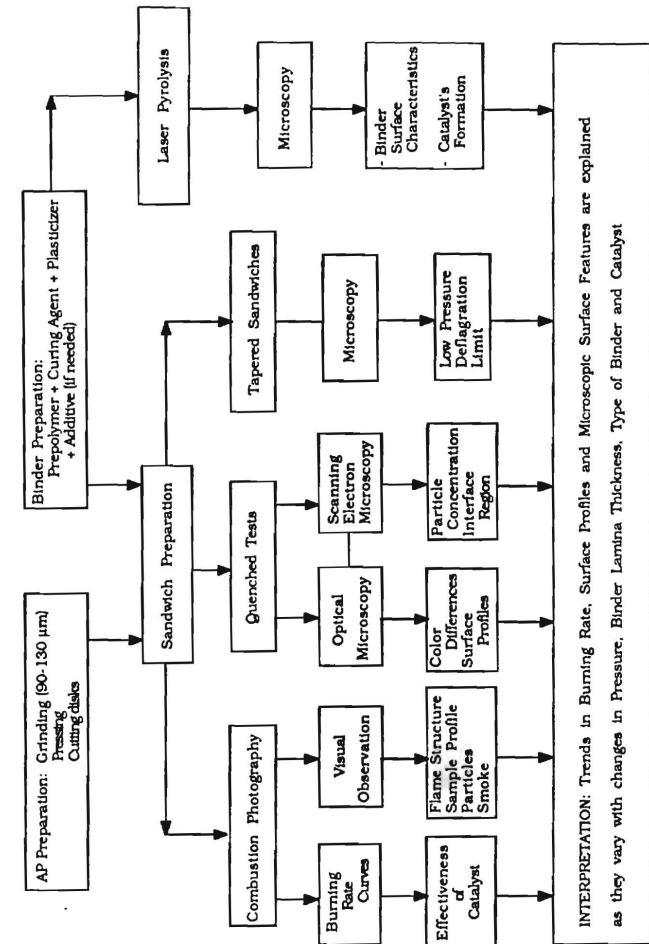 AP Preparation: Grinding (90-130 μm)
Pressing
Cutting disks
Binder Preparation:
Prepolymer + Curing Agent + Plasticizer
+ Additive (if needed)
Sandwich Preparation
Combustion Photography
Quenched Tests
Tapered Sandwiches
Laser Pyrolysis
Burning
Rate
Curves
Visual
Observation
Optical
Microscopy
Scanning
Electron
Microscopy
Microscopy
Microscopy
Effectiveness
of
Catalyst
Flame Structure
Sample Profile
Particles
Smoke
Color
Differences
Surface
Profiles
Particle
Concentration
Interface
Region
Low Pressure
Deflagration
Limit
- Binder
Surface
Characteristics
- Catalyst's
Formation
INTERPRETATION: Trends in Burning Rate, Surface Profiles and Microscopic Surface Features are explained
as they vary with changes in Pressure, Binder Lamina Thickness, Type of Binder and Catalyst